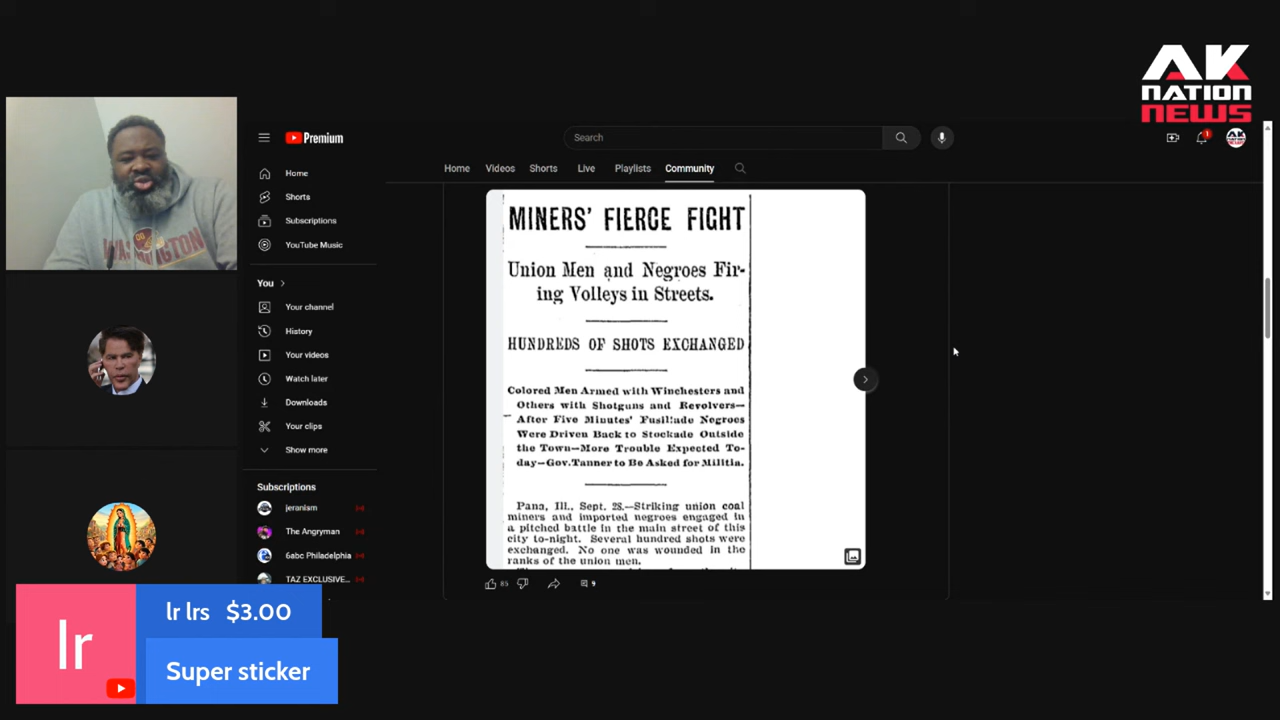 AK
NATION
NEWS
Premium
Search
1
Home
Shorts
Subscriptions
YouTube Music
You
Your channel
History
Your videos
Watch later
Downloads
Your clips
Show more
Subscriptions
jeranism
The Angryman
6abc Philadelphia
TAZ EXCLUSIVE...
Home Videos Shorts Live Playlists Community
MINERS' FIERCE FIGHT
Union Men and Negroes Fir-
ing Volleys in Streets.
HUNDREDS OF SHOTS EXCHANGED
Colored Men Armed with Winchesters and
Others with Shotguns and Revolvers—
After Five Minutes' Fusillade Negroes
Were Driven Back to Stockade Outside
the Town—More Trouble Expected To-
day—Gov. Tanner to Be Asked for Militia.
Pana, Ill., Sept. 28.—Striking union coal
miners and imported negroes engaged in
a pitched battle in the main street of this
city to-night. Several hundred shots were
exchanged. No one was wounded in the
ranks of the union men.
85
9
WASHINGTON
lr
lr lrs $3.00
Super sticker